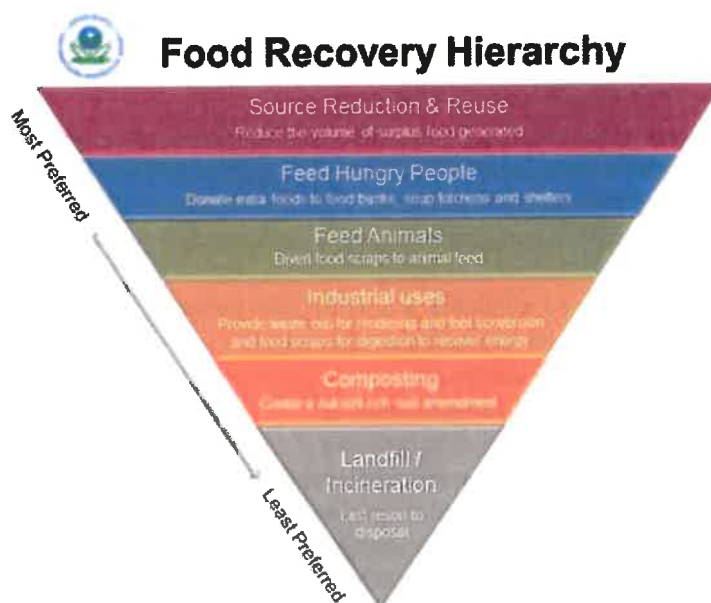 Food Recovery Hierarchy
Source Reduction & Reuse
Reduce the volume of surplus food generated
Feed Hungry People
Donate extra foods to food banks, soup kitchens and shelters
Feed Animals
Divert food scraps to animal feed
Industrial uses
Provide waste oils for rendering and fuel conversion
and food scraps for digestion to recover energy
Composting
Create a nutrient-rich soil amendment
Landfill /
Incineration
Last resort to
disposal
Most Preferred
Least Preferred